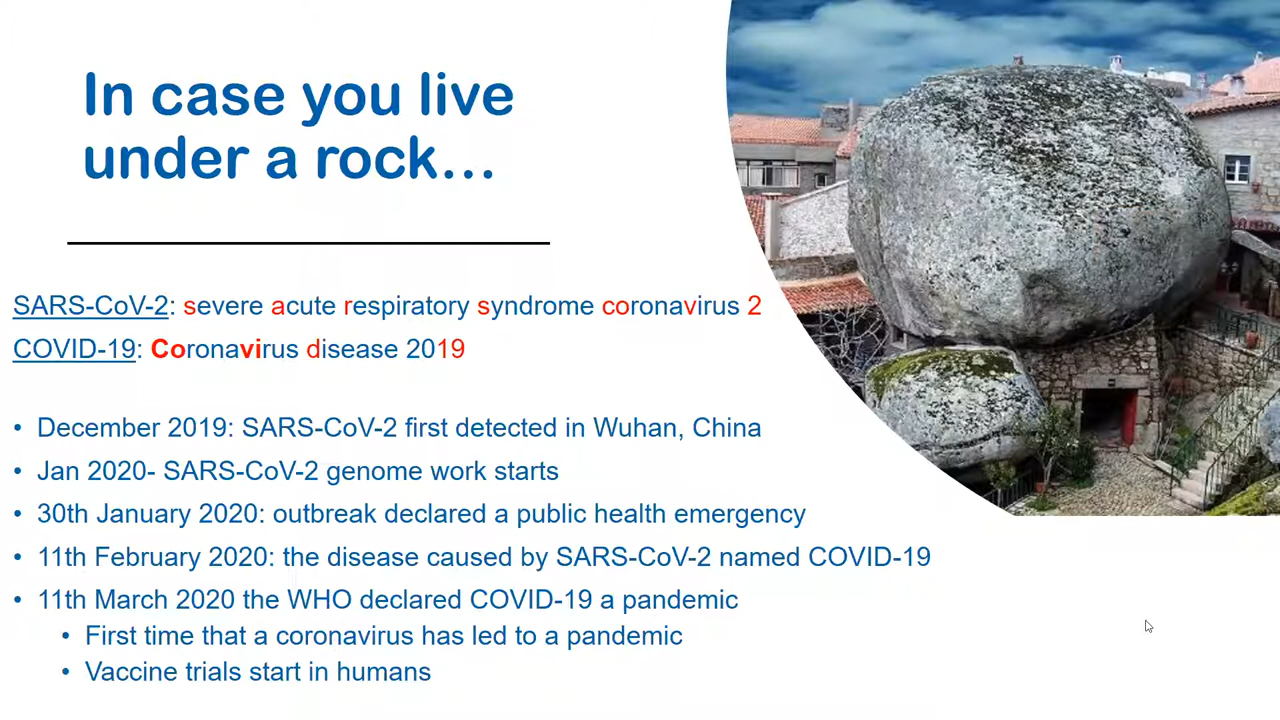 In case you live
under a rock...
SARS-CoV-2: severe acute respiratory syndrome coronavirus 2
COVID-19: Coronavirus disease 2019
• December 2019: SARS-CoV-2 first detected in Wuhan, China
• Jan 2020- SARS-CoV-2 genome work starts
• 30th January 2020: outbreak declared a public health emergency
• 11th February 2020: the disease caused by SARS-CoV-2 named COVID-19
• 11th March 2020 the WHO declared COVID-19 a pandemic
• First time that a coronavirus has led to a pandemic
• Vaccine trials start in humans